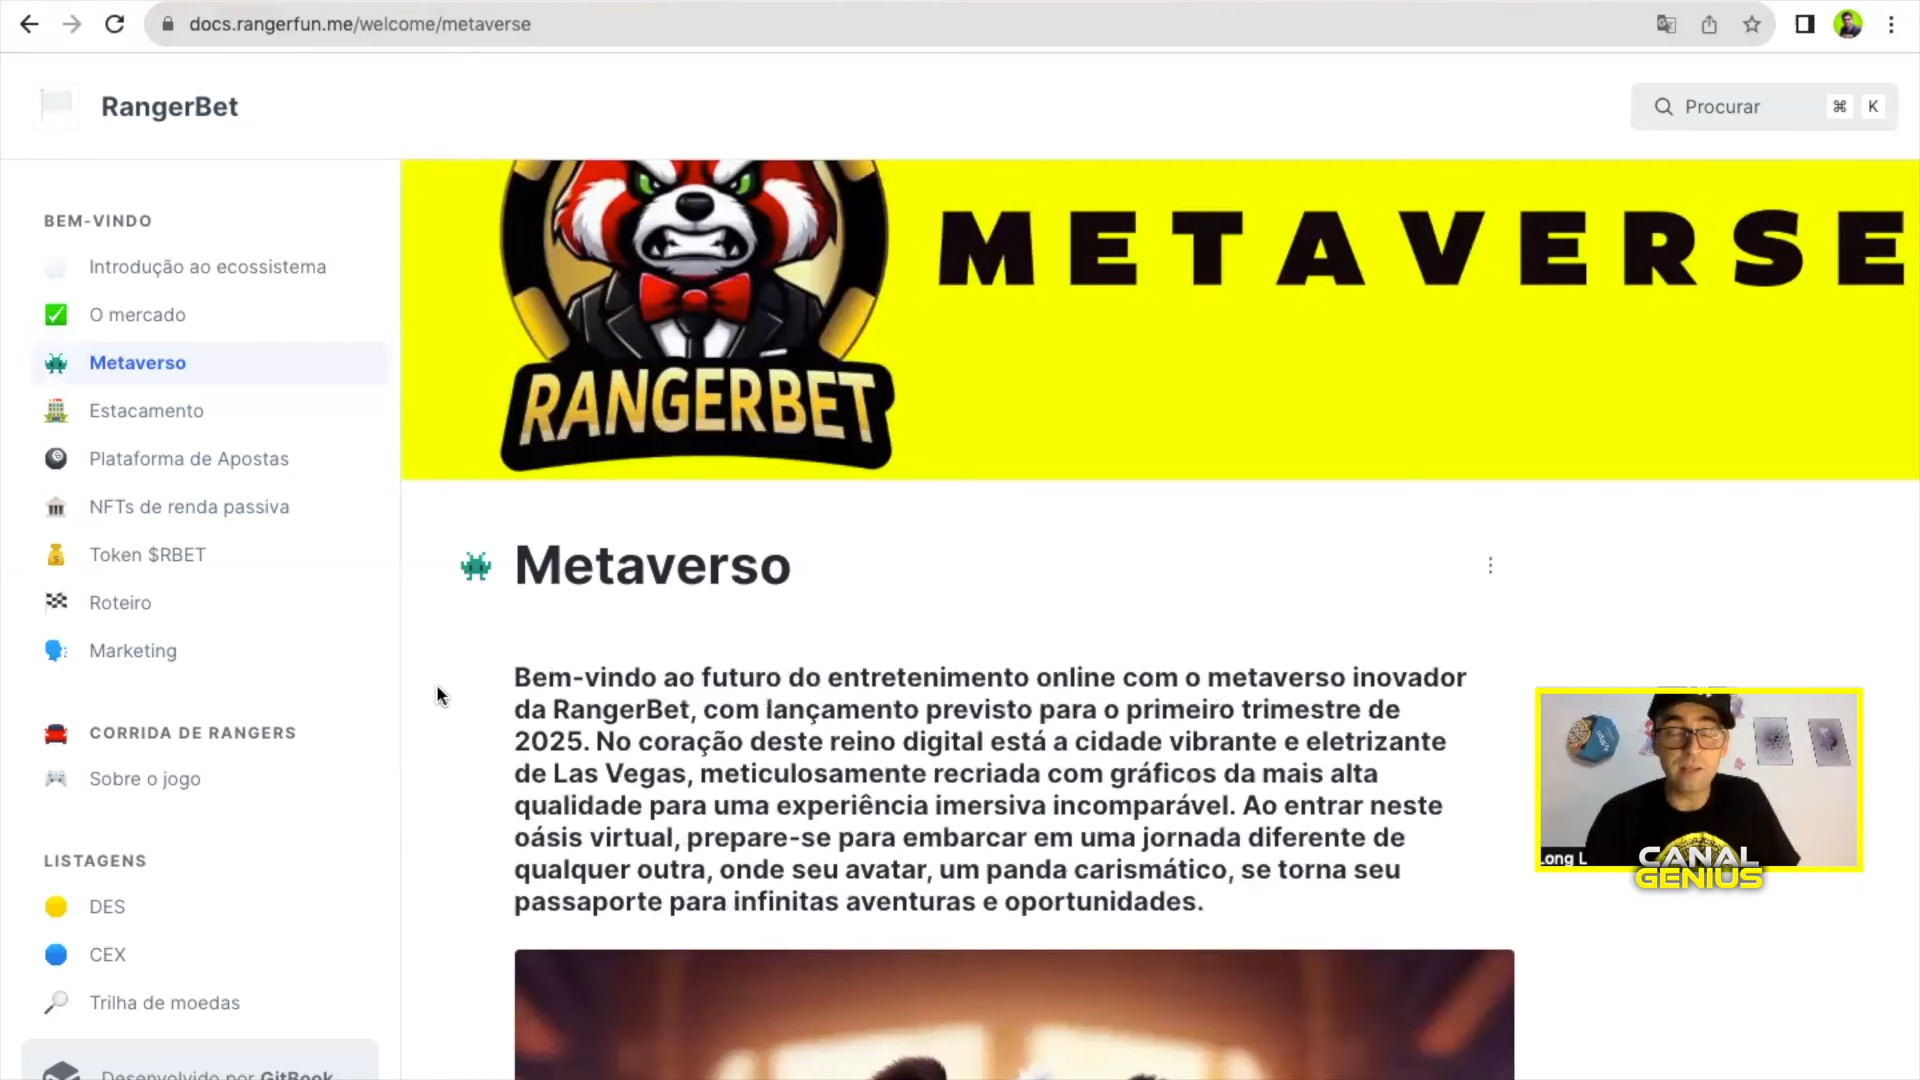 docs.rangerfun.me/welcome/metaverse
RangerBet
Procurar
⌘ K
BEM-VINDO
Introdução ao ecossistema
O mercado
Metaverso
Estacamento
Plataforma de Apostas
NFTs de renda passiva
Token $RBET
Roteiro
Marketing
CORRIDA DE RANGERS
Sobre o jogo
LISTAGENS
DES
CEX
Trilha de moedas
Desenvolvido por GitBook
METAVERSE
RANGERBET
Metaverso
Bem-vindo ao futuro do entretenimento online com o metaverso inovador
da RangerBet, com lançamento previsto para o primeiro trimestre de
2025. No coração deste reino digital está a cidade vibrante e eletrizante
de Las Vegas, meticulosamente recriada com gráficos da mais alta
qualidade para uma experiência imersiva incomparável. Ao entrar neste
oásis virtual, prepare-se para embarcar em uma jornada diferente de
qualquer outra, onde seu avatar, um panda carismático, se torna seu
passaporte para infinitas aventuras e oportunidades.
Long L
CANAL
GENIUS